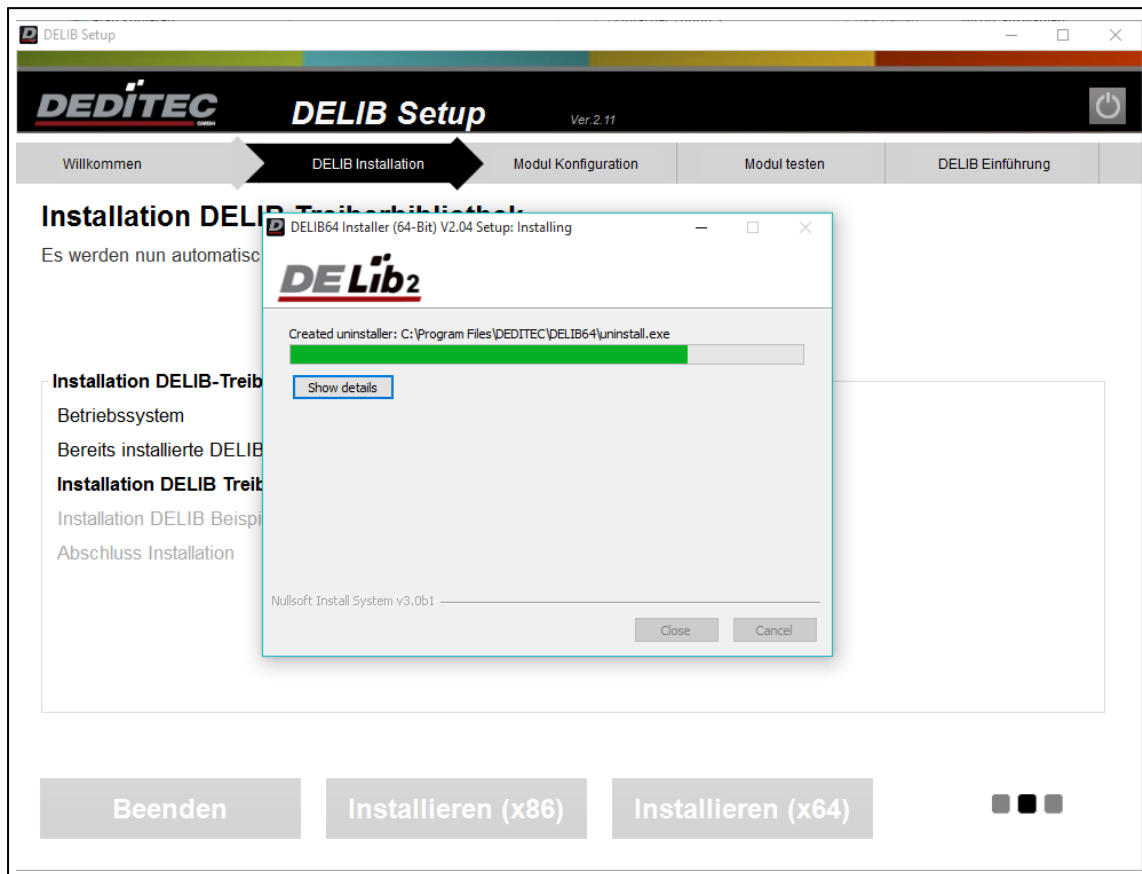 DELIB Setup
DEDITEC
GMBH
DELIB Setup
Ver.2.11
Willkommen
DELIB Installation
Modul Konfiguration
Modul testen
DELIB Einführung
Installation DELIB-Treiberbibliothek
Es werden nun automatisc
DELIB64 Installer (64-Bit) V2.04 Setup: Installing
DELib2
Created uninstaller: C:\Program Files\DEDITEC\DELIB64\uninstall.exe
Show details
Installation DELIB-Treib
Betriebssystem
Bereits installierte DELIB
Installation DELIB Treib
Installation DELIB Beispi
Abschluss Installation
Nullsoft Install System v3.0b1
Close
Cancel
Beenden
Installieren (x86)
Installieren (x64)